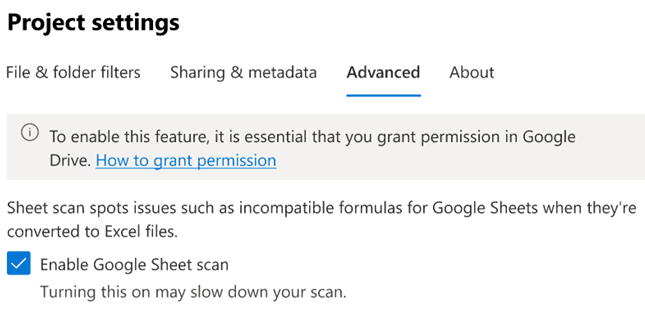 Project settings
File & folder filters Sharing & metadata Advanced About
To enable this feature, it is essential that you grant permission in Google
Drive. How to grant permission
Sheet scan spots issues such as incompatible formulas for Google Sheets when they're
converted to Excel files.
Enable Google Sheet scan
Turning this on may slow down your scan.